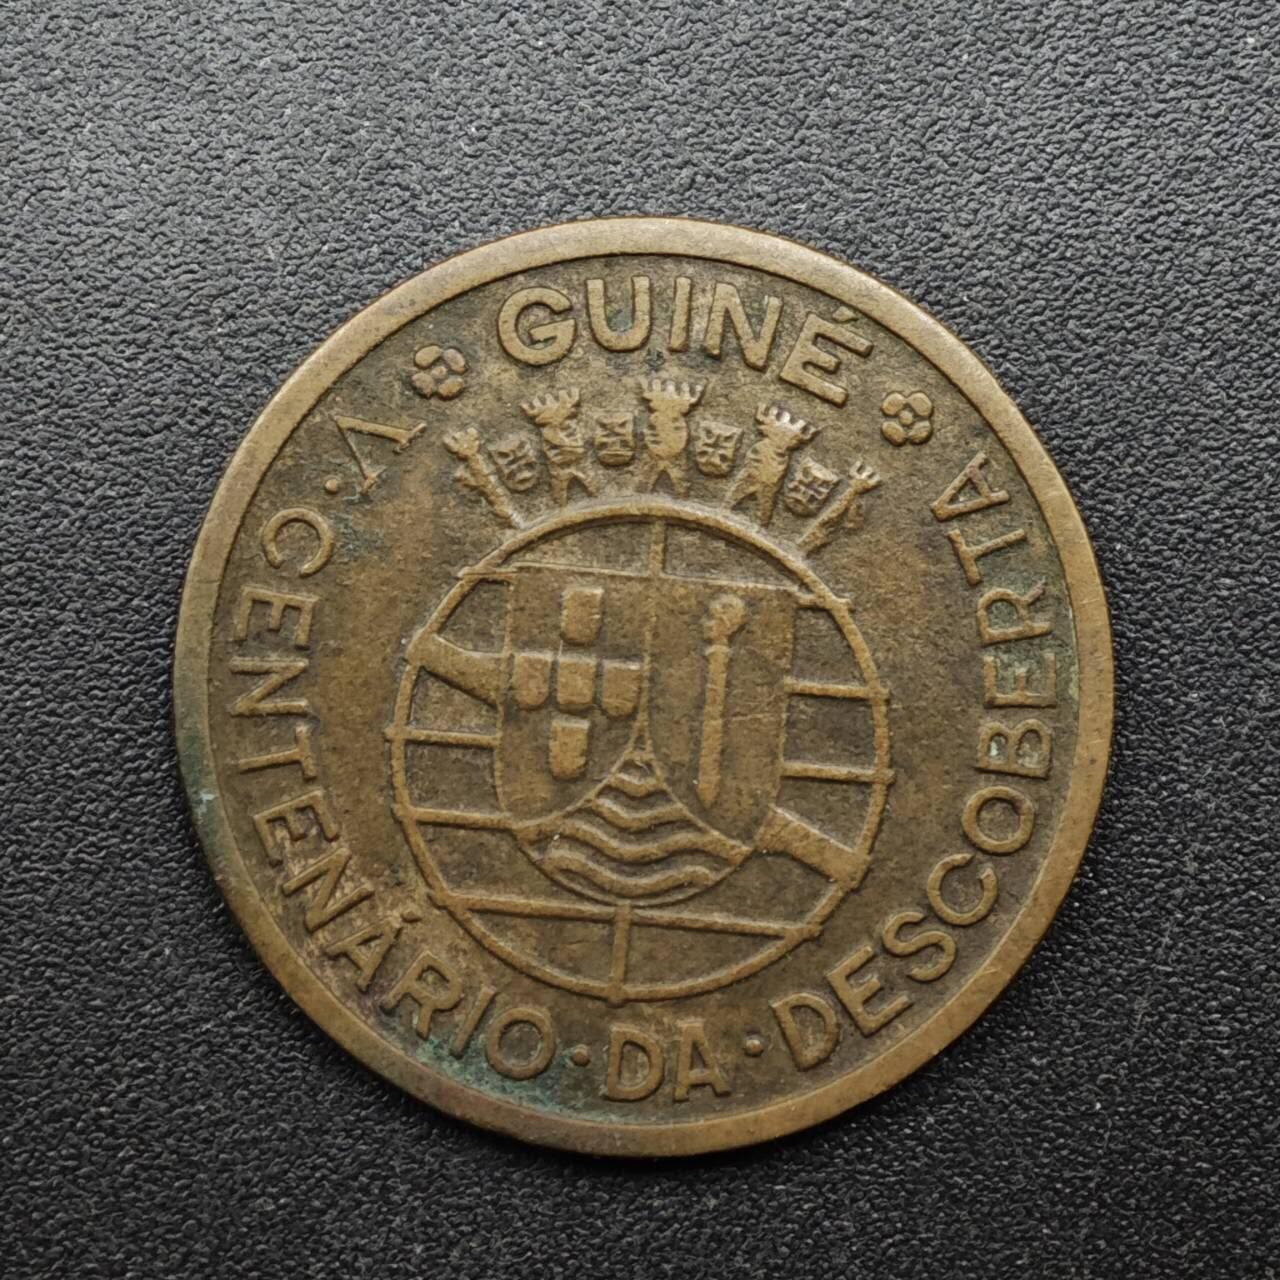 GUINÉ
V · CENTENÁRIO · DA · DESCOBERTA